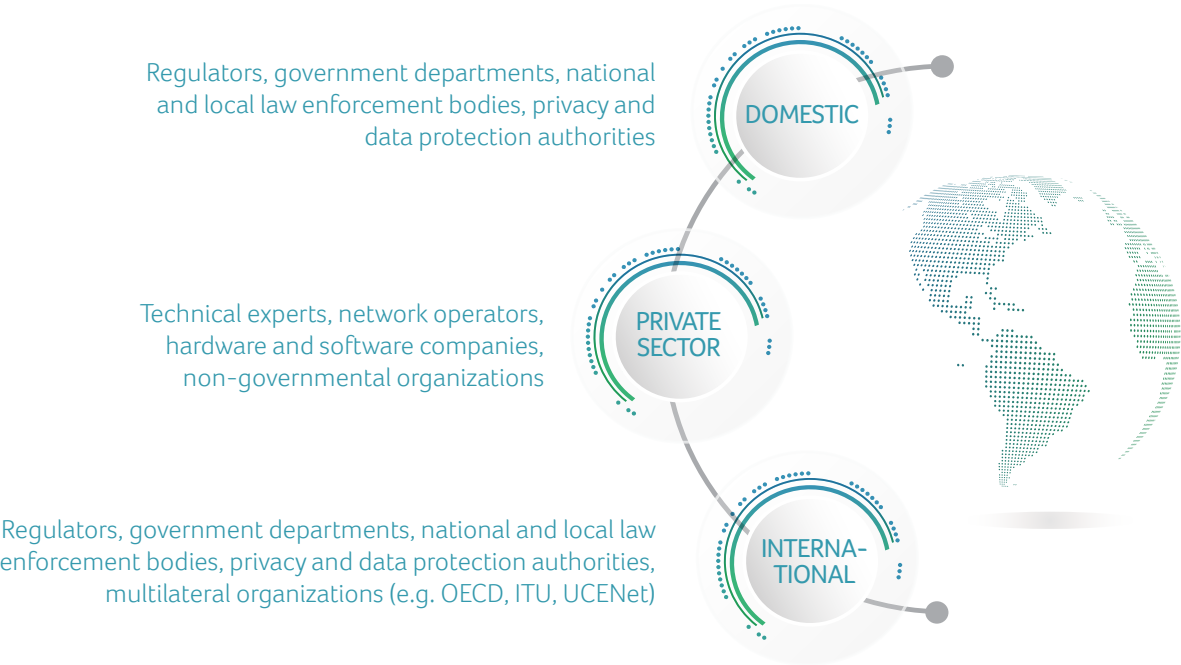 Regulators, government departments, national
and local law enforcement bodies, privacy and
data protection authorities
DOMESTIC
Technical experts, network operators,
hardware and software companies,
non-governmental organizations
PRIVATE
SECTOR
Regulators, government departments, national and local law
enforcement bodies, privacy and data protection authorities,
multilateral organizations (e.g. OECD, ITU, UCENet)
INTERNA-
TIONAL